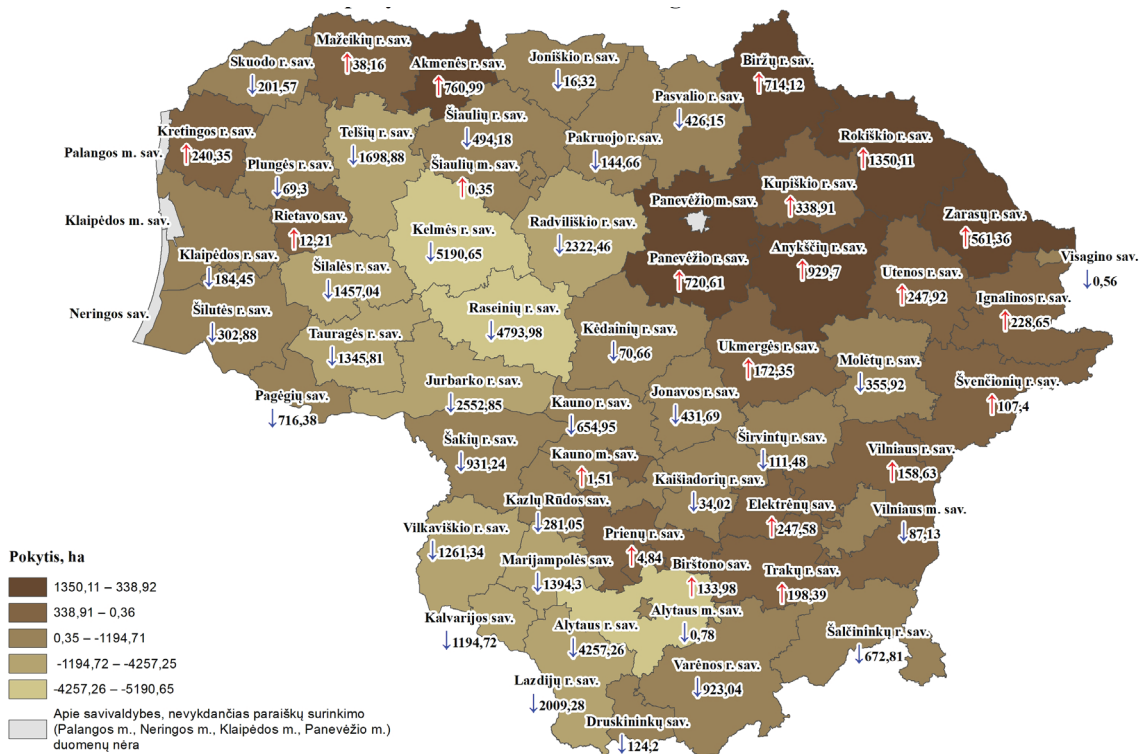 Mažeikių r. sav.
↑38,16
Skuodo r. sav.
↓201,57
Akmenės r. sav.
↑760,99
Joniškio r. sav.
↓16,32
Biržų r. sav.
↑714,12
Pasvalio r. sav.
↓426,15
Kretingos r. sav.
↑240,35
Palangos m. sav.
Telšių r. sav.
↓1698,88
Šiaulių r. sav.
↓494,18
Pakruojo r. sav.
↓144,66
Rokiškio r. sav.
↑1350,11
Plungės r. sav.
↓69,3
Šiaulių m. sav.
↑0,35
Kupiškio r. sav.
↑338,91
Panevėžio m. sav.
Klaipėdos m. sav.
Rietavo sav.
↑12,21
Kelmės r. sav.
↓5190,65
Radviliškio r. sav.
↓2322,46
Zarasų r. sav.
↑561,36
Klaipėdos r. sav.
↓184,45
Šilalės r. sav.
↓1457,04
Panevėžio r. sav.
↑720,61
Anykščių r. sav.
↑929,7
Utenos r. sav.
↑247,92
Visagino sav.
↓0,56
Neringos sav.
Šilutės r. sav.
↓302,88
Raseinių r. sav.
↓4793,98
Ignalinos r. sav.
↑228,65
Tauragės r. sav.
↓1345,81
Kėdainių r. sav.
↓70,66
Ukmergės r. sav.
↑172,35
Molėtų r. sav.
↓355,92
Švenčionių r. sav.
↑107,4
Pagėgių sav.
↓716,38
Jurbarko r. sav.
↓2552,85
Kauno r. sav.
↓654,95
Jonavos r. sav.
↓431,69
Šakių r. sav.
↓931,24
Širvintų r. sav.
↓111,48
Kauno m. sav.
↑1,51
Vilniaus r. sav.
↑158,63
Kaišiadorių r. sav.
↓34,02
Kazlų Rūdos sav.
↓281,05
Elektrėnų sav.
↑247,58
Vilniaus m. sav.
↓87,13
Vilkaviškio r. sav.
↓1261,34
Prienų r. sav.
↑4,84
Marijampolės sav.
↓1394,3
Birštono sav.
↑133,98
Trakų r. sav.
↑198,39
Kalvarijos sav.
↓1194,72
Alytaus r. sav.
↓4257,26
Alytaus m. sav.
↓0,78
Šalčininkų r. sav.
↓672,81
Varėnos r. sav.
↓923,04
Lazdijų r. sav.
↓2009,28
Druskininkų sav.
↓124,2
Pokytis, ha
1350,11 – 338,92
338,91 – 0,36
0,35 – -1194,71
-1194,72 – -4257,25
-4257,26 – -5190,65
Apie savivaldybes, nevykdančias paraiškų surinkimo
(Palangos m., Neringos m., Klaipėdos m., Panevėžio m.)
duomenų nėra